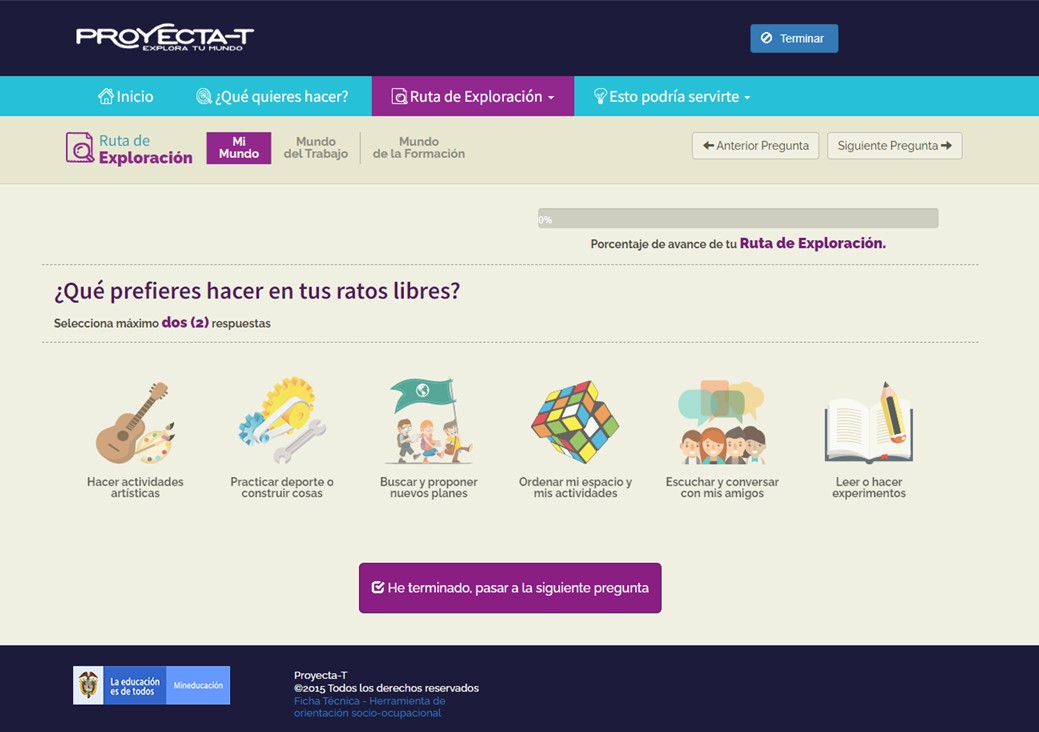 PROYECTA-T
EXPLORA TU MUNDO
Terminar
Inicio
¿Qué quieres hacer?
Ruta de Exploración
Esto podría servirte
Ruta de
Exploración
Mi
Mundo
Mundo
del Trabajo
Mundo
de la Formación
Anterior Pregunta
Siguiente Pregunta
0%
Porcentaje de avance de tu Ruta de Exploración.
¿Qué prefieres hacer en tus ratos libres?
Selecciona máximo dos (2) respuestas
Hacer actividades
artísticas
Practicar deporte o
construir cosas
Buscar y proponer
nuevos planes
Ordenar mi espacio y
mis actividades
Escuchar y conversar
con mis amigos
Leer o hacer
experimentos
He terminado, pasar a la siguiente pregunta
La educación
es de todos
Mineducación
Proyecta-T
©2015 Todos los derechos reservados
Ficha Técnica - Herramienta de
orientación socio-ocupacional